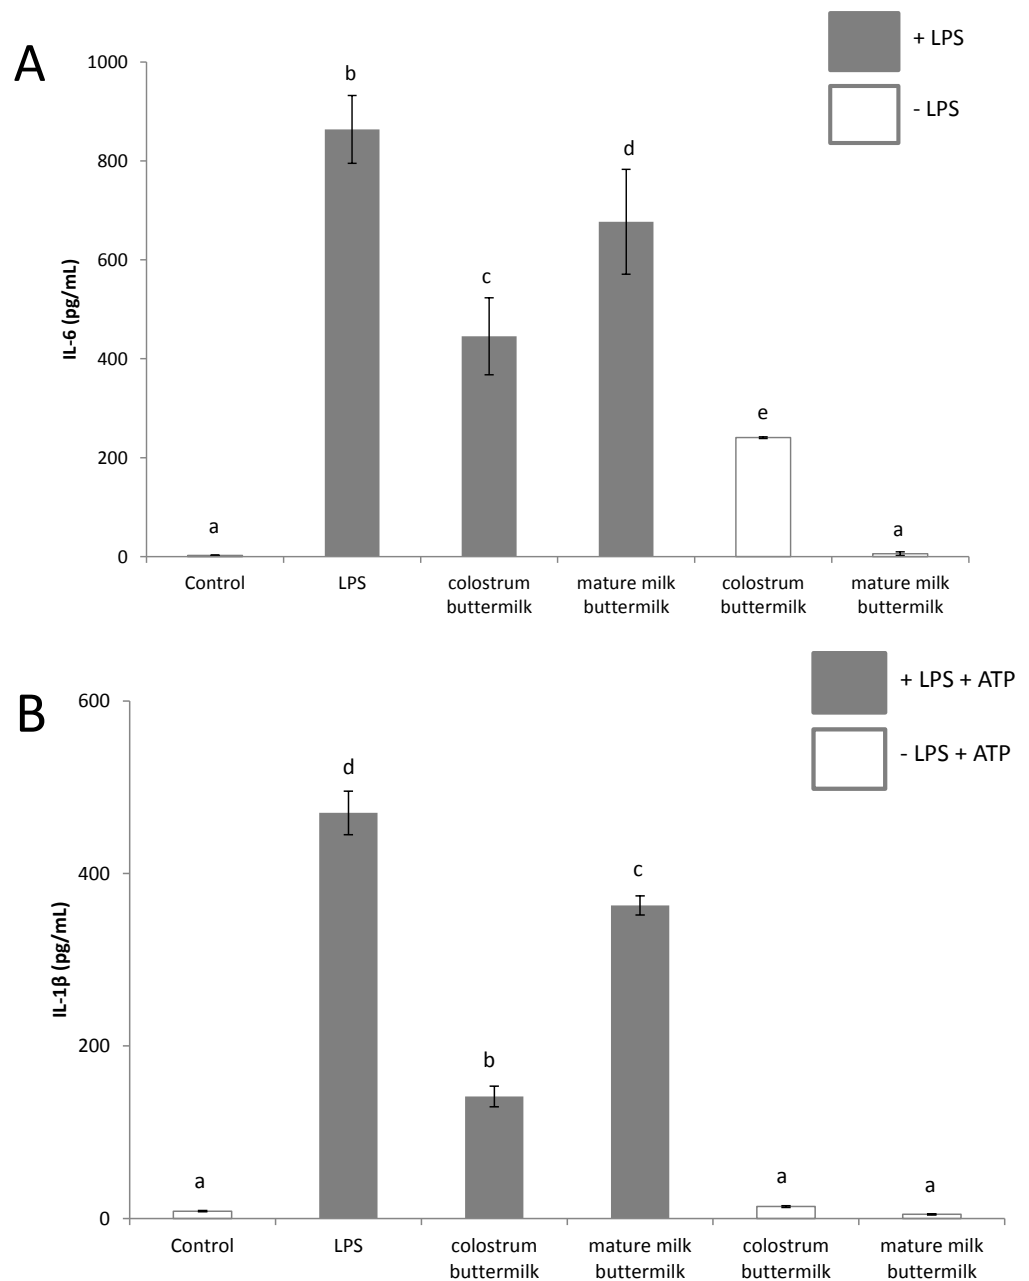 A
+ LPS
- LPS
1000
800
600
400
200
0
IL-6 (pg/mL)
a
b
c
d
e
a
Control
LPS
colostrum
buttermilk
mature milk
buttermilk
colostrum
buttermilk
mature milk
buttermilk
B
+ LPS + ATP
- LPS + ATP
600
400
200
0
IL-1β (pg/mL)
a
d
b
c
a
a
Control
LPS
colostrum
buttermilk
mature milk
buttermilk
colostrum
buttermilk
mature milk
buttermilk